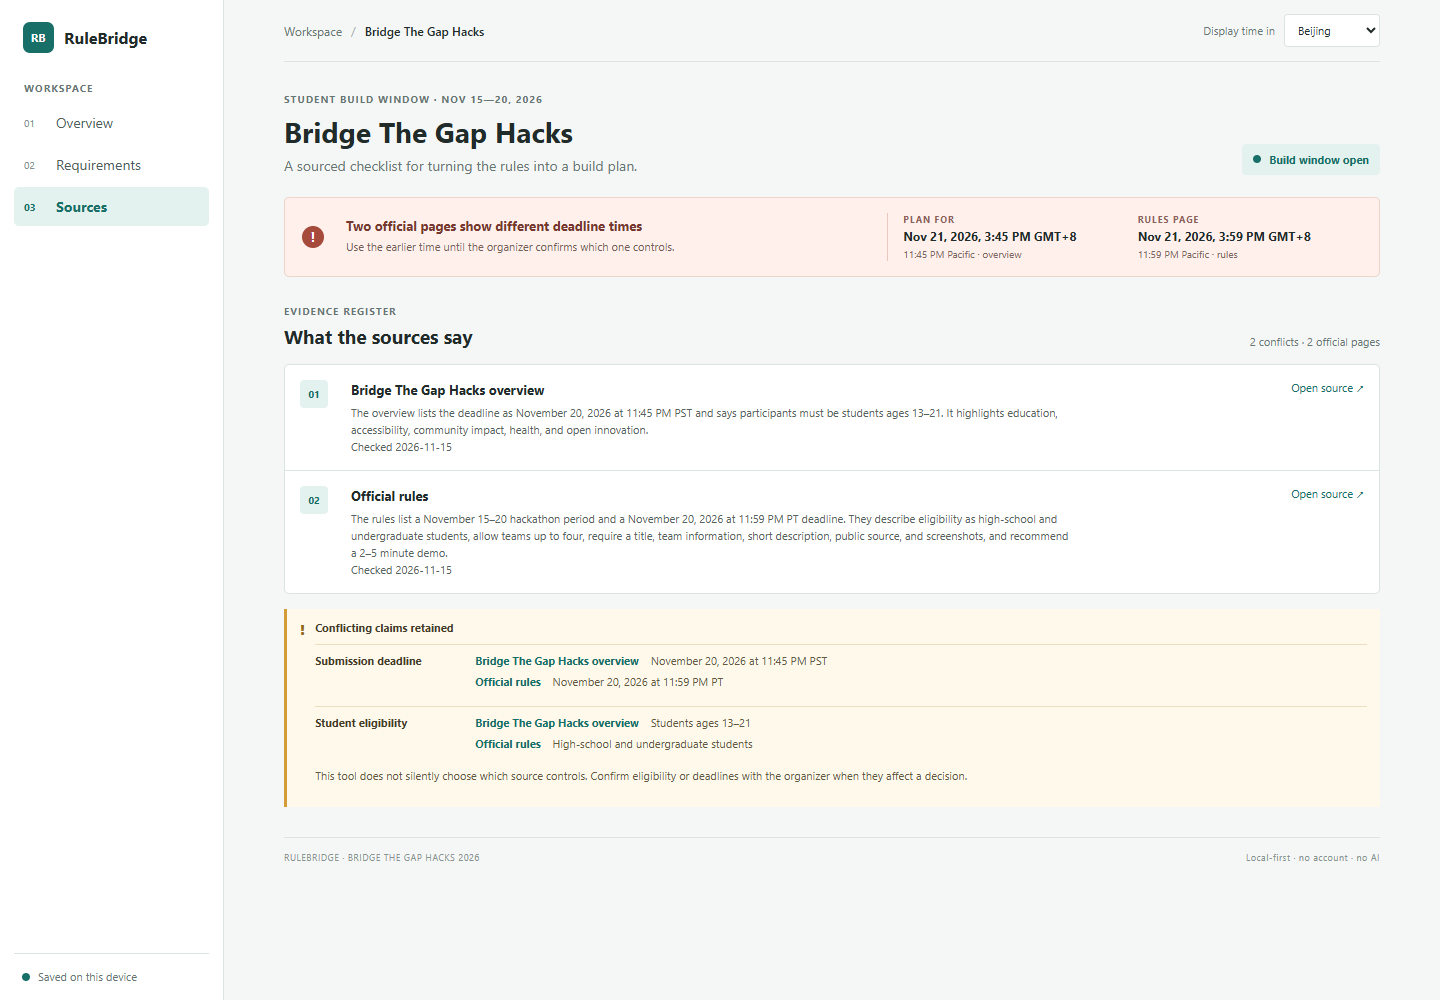 RB RuleBridge
WORKSPACE
01 Overview
02 Requirements
03 Sources
Saved on this device
Workspace / Bridge The Gap Hacks
Display time in Beijing
STUDENT BUILD WINDOW · NOV 15—20, 2026
Bridge The Gap Hacks
A sourced checklist for turning the rules into a build plan.
Build window open
! Two official pages show different deadline times
Use the earlier time until the organizer confirms which one controls.
PLAN FOR
Nov 21, 2026, 3:45 PM GMT+8
11:45 PM Pacific · overview
RULES PAGE
Nov 21, 2026, 3:59 PM GMT+8
11:59 PM Pacific · rules
EVIDENCE REGISTER
What the sources say
2 conflicts · 2 official pages
01 Bridge The Gap Hacks overview
Open source ↗
The overview lists the deadline as November 20, 2026 at 11:45 PM PST and says participants must be students ages 13–21. It highlights education,
accessibility, community impact, health, and open innovation.
Checked 2026-11-15
02 Official rules
Open source ↗
The rules list a November 15–20 hackathon period and a November 20, 2026 at 11:59 PM PT deadline. They describe eligibility as high-school and
undergraduate students, allow teams up to four, require a title, team information, short description, public source, and screenshots, and recommend
a 2–5 minute demo.
Checked 2026-11-15
! Conflicting claims retained
Submission deadline
Bridge The Gap Hacks overview November 20, 2026 at 11:45 PM PST
Official rules November 20, 2026 at 11:59 PM PT
Student eligibility
Bridge The Gap Hacks overview Students ages 13–21
Official rules High-school and undergraduate students
This tool does not silently choose which source controls. Confirm eligibility or deadlines with the organizer when they affect a decision.
RULEBRIDGE · BRIDGE THE GAP HACKS 2026
Local-first · no account · no AI